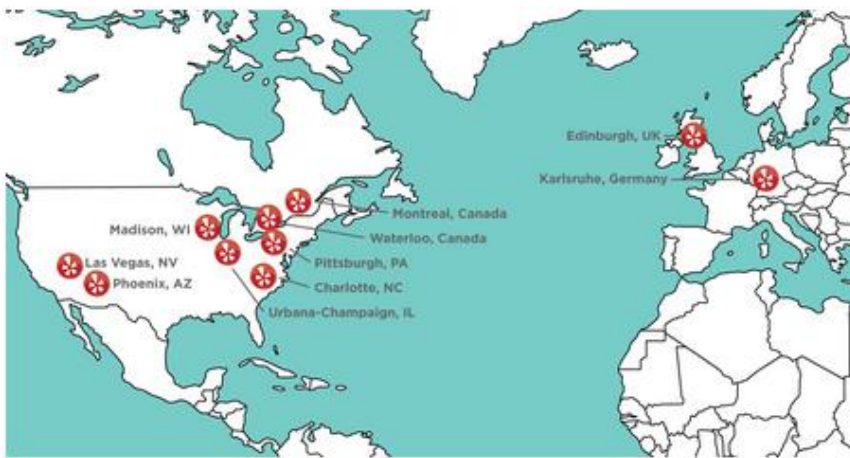 Edinburgh, UK
Karlsruhe, Germany
Montreal, Canada
Madison, WI
Waterloo, Canada
Las Vegas, NV
Pittsburgh, PA
Phoenix, AZ
Charlotte, NC
Urbana-Champaign, IL